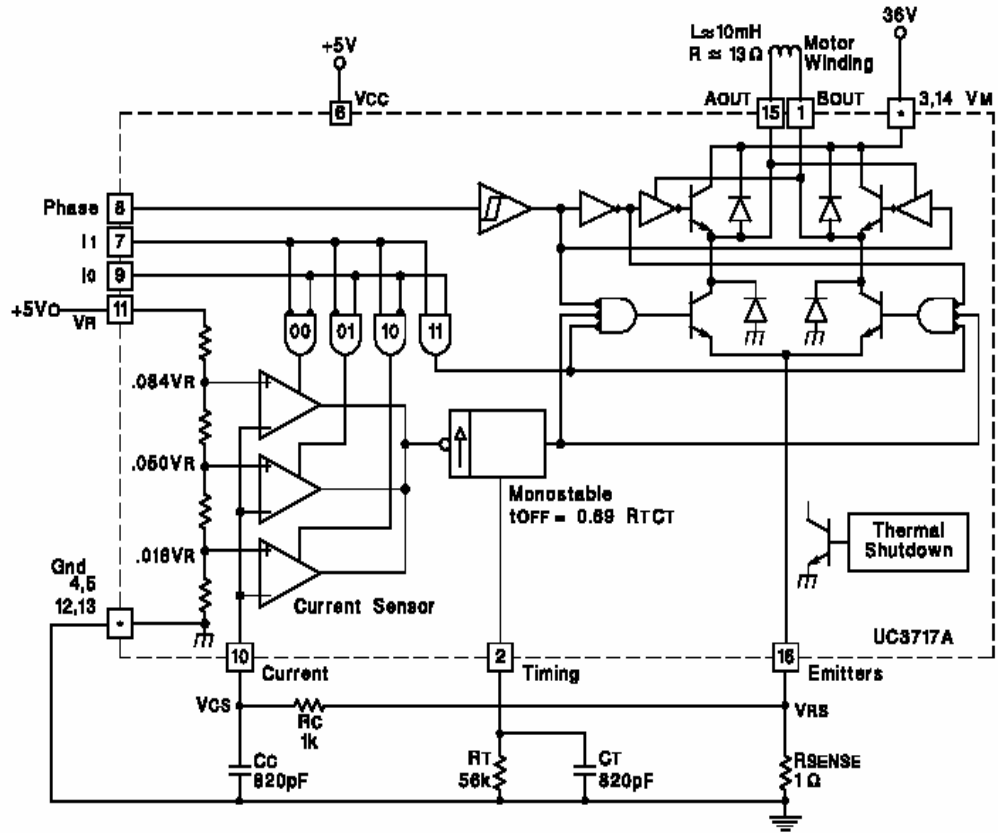 36V
+5V
L≈10mH
R ≈ 13Ω
Motor
Winding
VCC
6
AOUT
15
1
BOUT
*
3,14 VM
Phase
8
I1
7
I0
9
+5V
VR
11
00
01
10
11
.084VR
.050VR
.016VR
Monostable
tOFF = 0.69 RTCT
Thermal
Shutdown
Gnd
4,5
12,13
*
Current Sensor
UC3717A
10
Current
2
Timing
16
Emitters
VCS
RC
1k
VRS
CC
820pF
RT
56k
CT
820pF
RSENSE
1 Ω